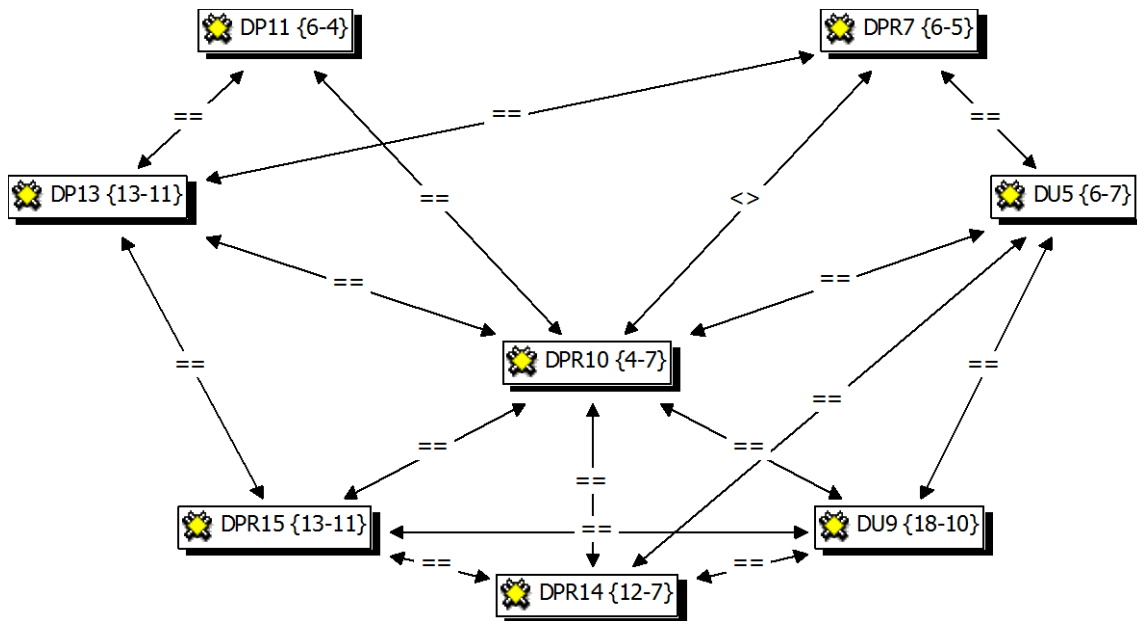 DP11 {6-4}
DPR7 {6-5}
==
==
==
DP13 {13-11}
==
<>
DU5 {6-7}
==
==
DPR10 {4-7}
==
==
==
==
==
==
DPR15 {13-11}
==
DU9 {18-10}
==
==
DPR14 {12-7}